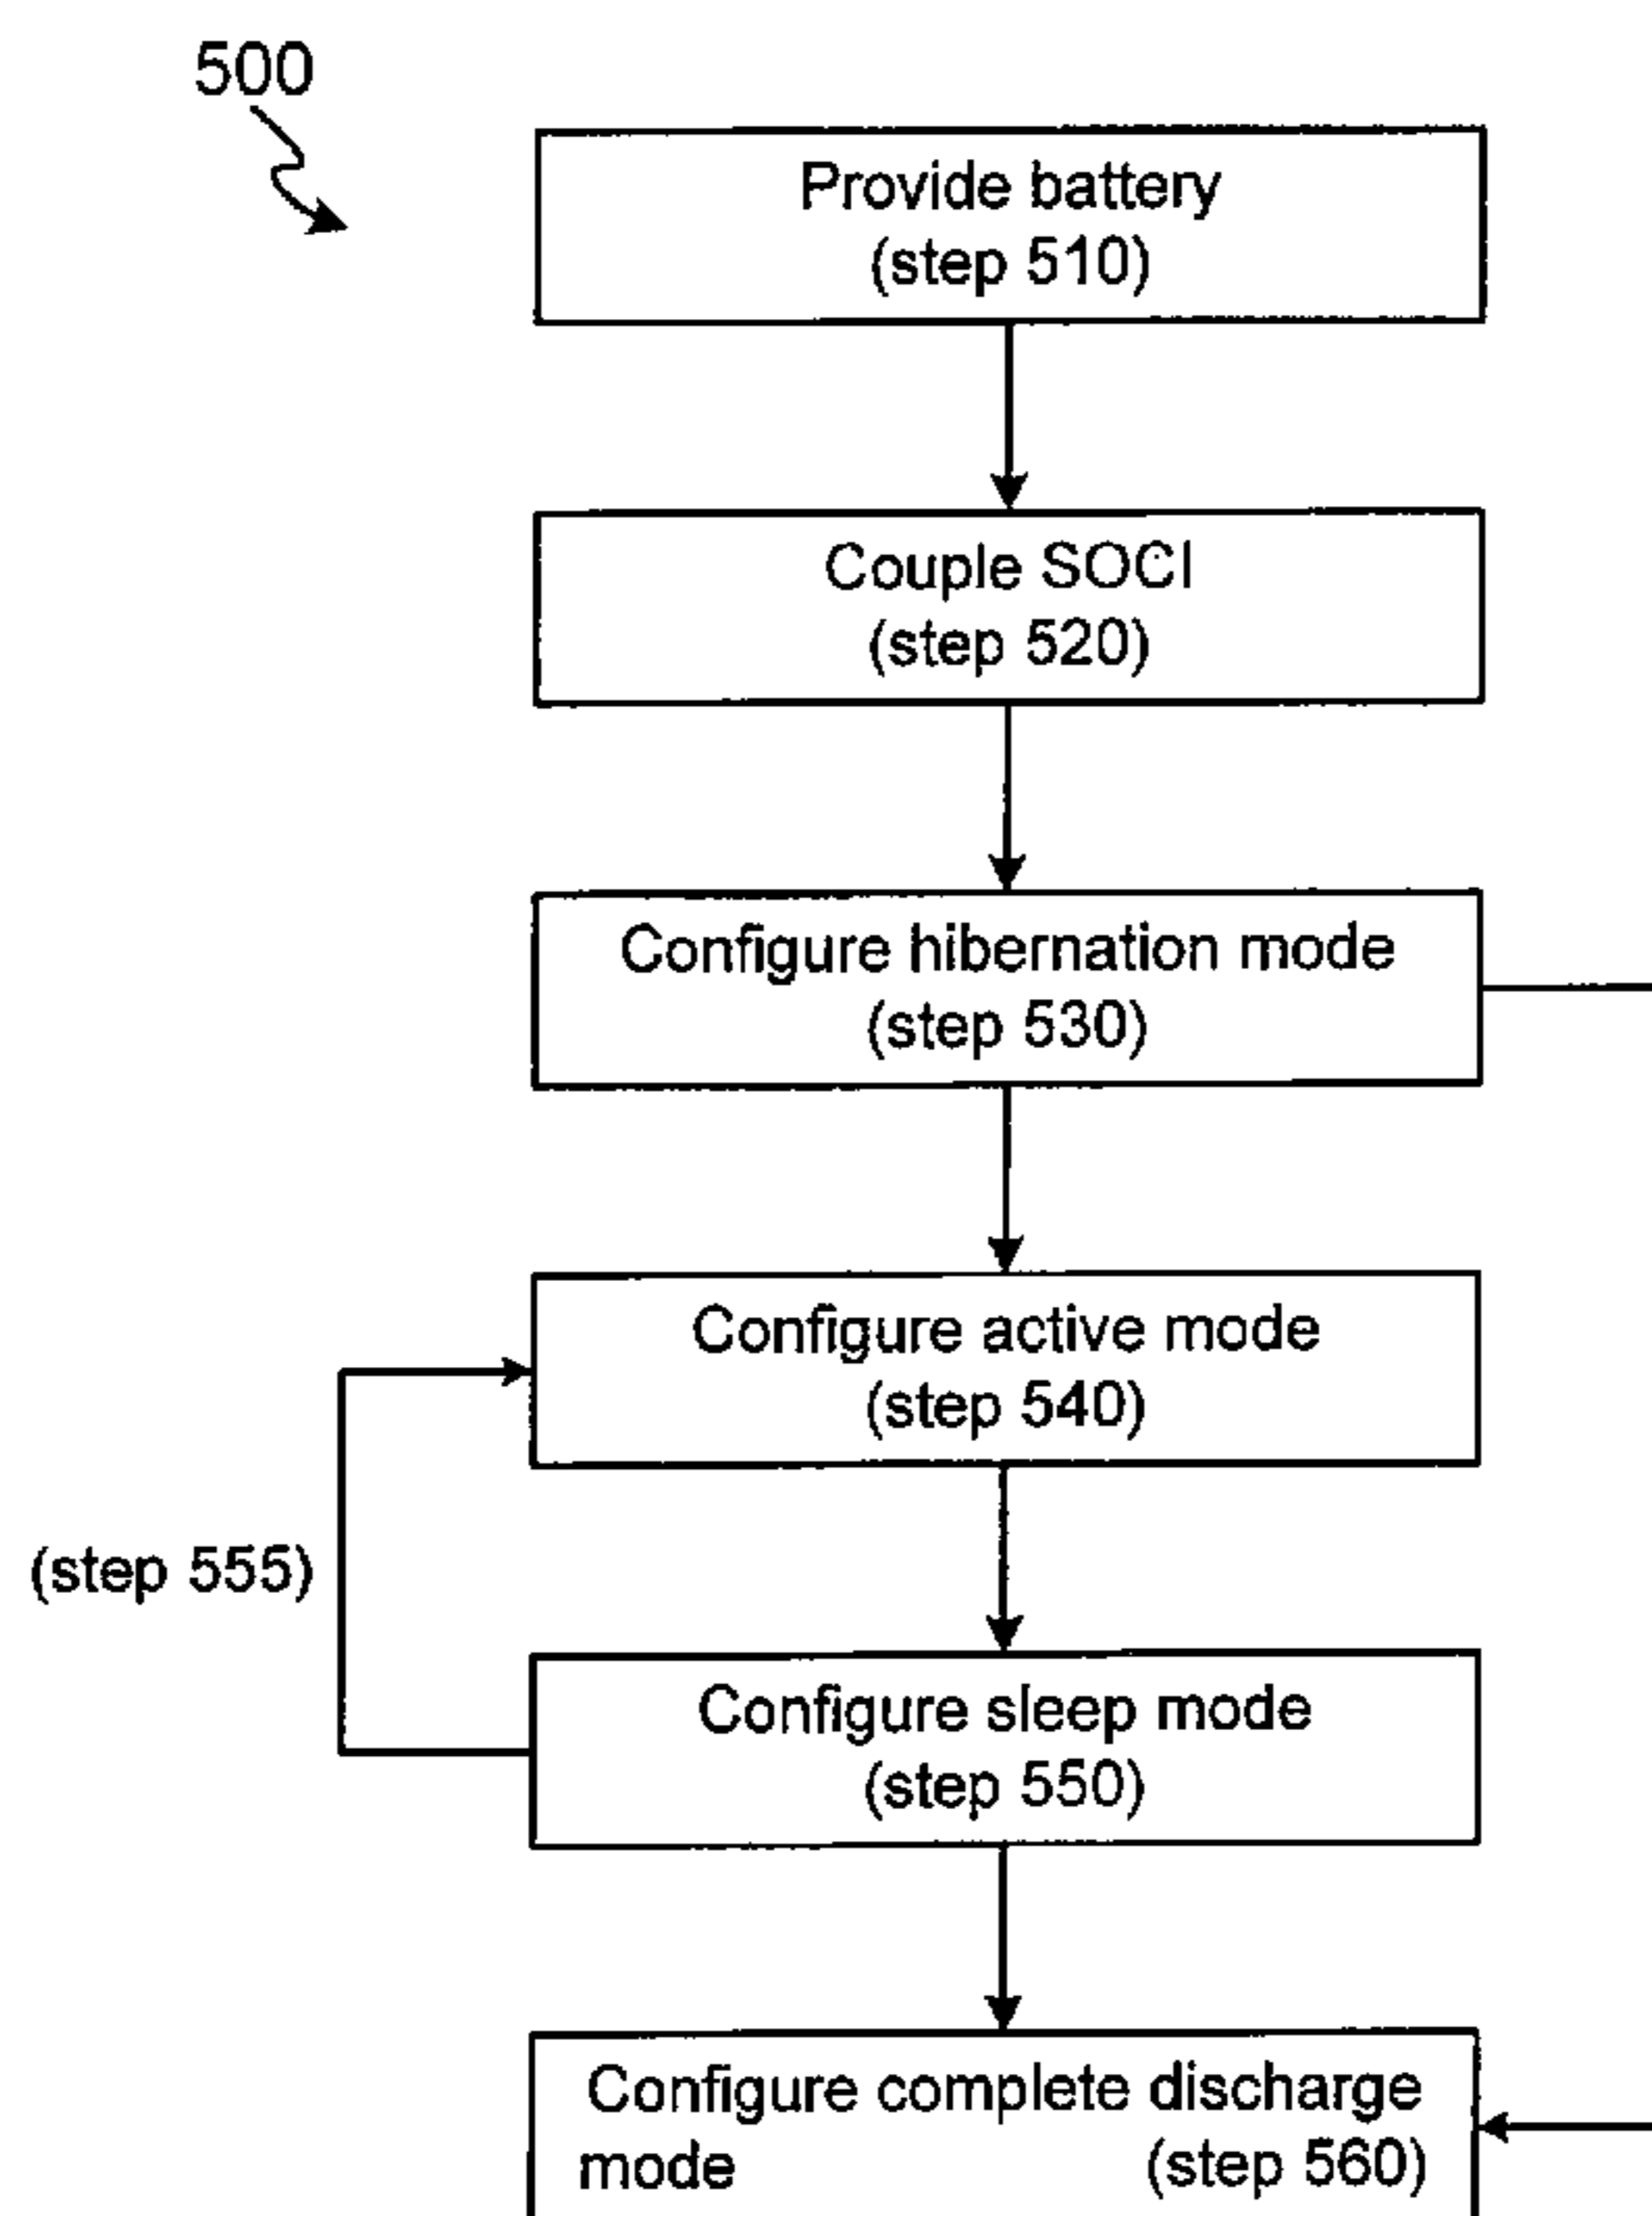 500
Provide battery
(step 510)
Couple SOCI
(step 520)
Configure hibernation mode
(step 530)
Configure active mode
(step 540)
(step 555)
Configure sleep mode
(step 550)
Configure complete discharge
mode (step 560)